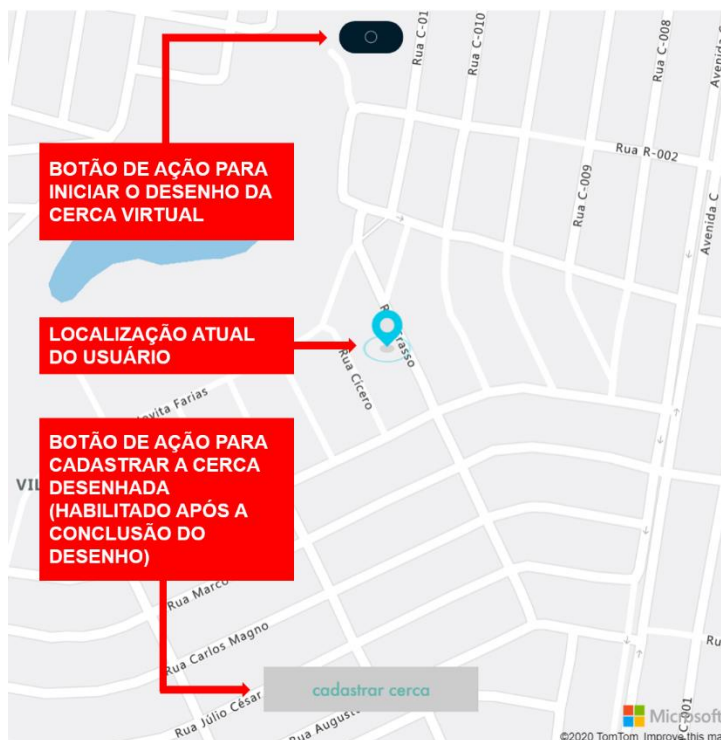 Rua C-01
Rua C-010
Rua C-008
Avenida C
Rua R-002
Rua C-009
Avenida C
BOTÃO DE AÇÃO PARA
INICIAR O DESENHO DA
CERCA VIRTUAL
LOCALIZAÇÃO ATUAL
DO USUÁRIO
Rua Cicero
Farias
BOTÃO DE AÇÃO PARA
CADASTRAR A CERCA
DESENHADA
(HABILITADO APÓS A
CONCLUSÃO DO
DESENHO)
VIL
Rua Marco
Rua Carlos Magno
Rua Júlio César
Rua Augusto
cadastrar cerca
Rua
C-001
Microsoft
©2020 TomTom Improve this ma